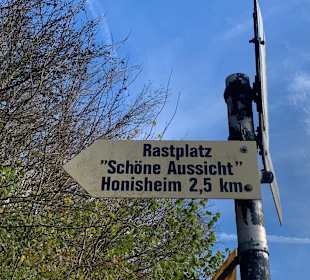 Rastplatz
"Schöne Aussicht"
Honisheim 2,5 km